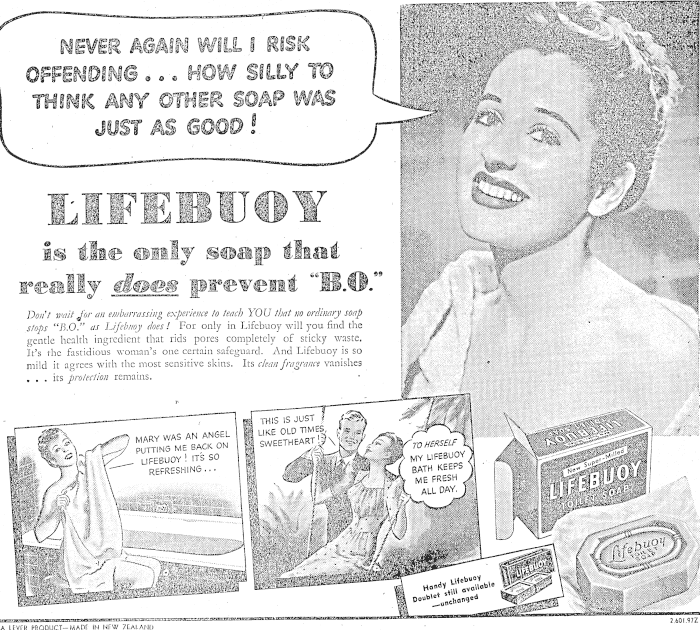 NEVER AGAIN WILL I RISK
OFFENDING . . . HOW SILLY TO
THINK ANY OTHER SOAP WAS
JUST AS GOOD !
LIFEBUOY
is the only soap that
really does prevent "B.O."
Don't wait for an embarrassing experience to teach YOU that no ordinary soap
stops "B.O." as Lifebuoy does! For only in Lifebuoy will you find the
gentle health ingredient that rids pores completely of sticky waste.
It's the fastidious woman's one certain safeguard. And Lifebuoy is so
mild it agrees with the most sensitive skins. Its clean fragrance vanishes
. . . its protection remains.
MARY WAS AN ANGEL
PUTTING ME BACK ON
LIFEBUOY ! IT'S SO
REFRESHING . . .
THIS IS JUST
LIKE OLD TIMES,
SWEETHEART !
TO HERSELF
MY LIFEBUOY
BATH KEEPS
ME FRESH
ALL DAY.
LIFEBUOY
New Super-Milled
LIFEBUOY
TOILET SOAP
Lifebuoy
Handy Lifebuoy
Doublet still available
—unchanged
LIFEBUOY
A LEVER PRODUCT—MADE IN NEW ZEALAND
Z.601.97Z